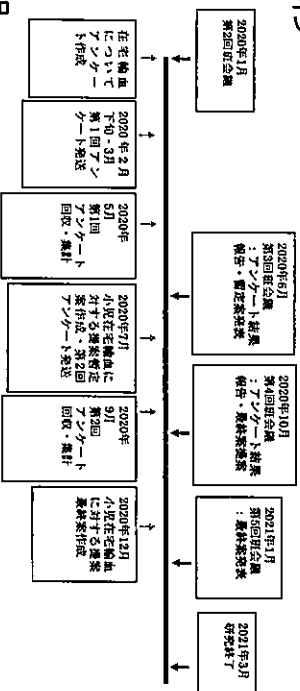 2020年1月
第2回班会議
2020年6月
第3回班会議
：アンケート結果
報告・暫定案発表
2020年10月
第4回班会議
：アンケート結果
報告・最終案提案
2021年1月
第5回班会議
：最終案発表
2021年3月
研究終了
在宅輸血
について
アンケー
ト作成
2020年2月
下旬-3月
第1回アン
ケート発送
2020年
5月
第1回
アンケート
回収・集計
2020年7月
小児在宅輸血に
対する提案暫定
案作成・第2回
アンケート発送
2020年
9月
第2回
アンケート
回収・集計
2020年12月
小児在宅輸血
に対する提案
最終案作成